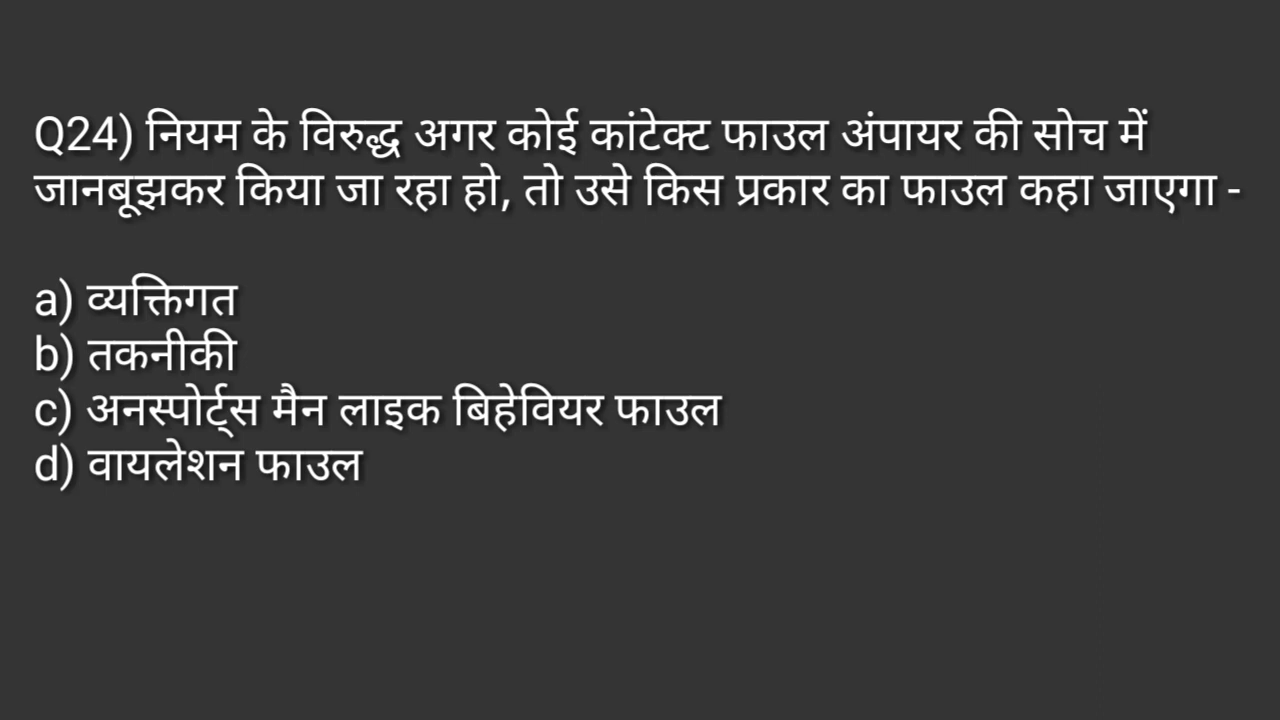 Q24) नियम के विरुद्ध अगर कोई कांटेक्ट फाउल अंपायर की सोच में
जानबूझकर किया जा रहा हो, तो उसे किस प्रकार का फाउल कहा जाएगा -
a) व्यक्तिगत
b) तकनीकी
c) अनस्पोर्ट्स मैन लाइक बिहेवियर फाउल
d) वायलेशन फाउल